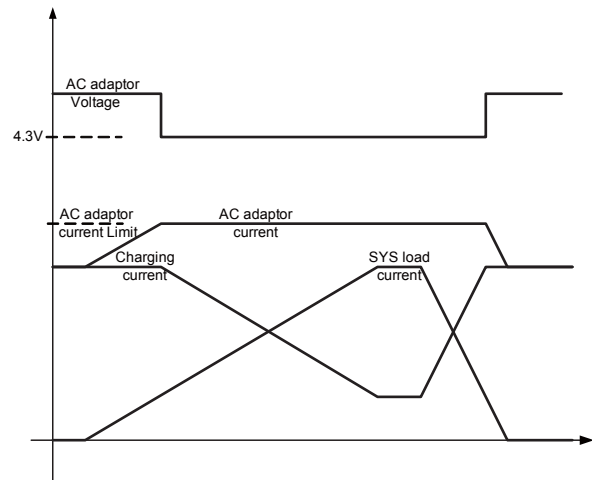 AC adaptor
Voltage
4.3V
AC adaptor
current Limit
AC adaptor
current
Charging
current
SYS load
current